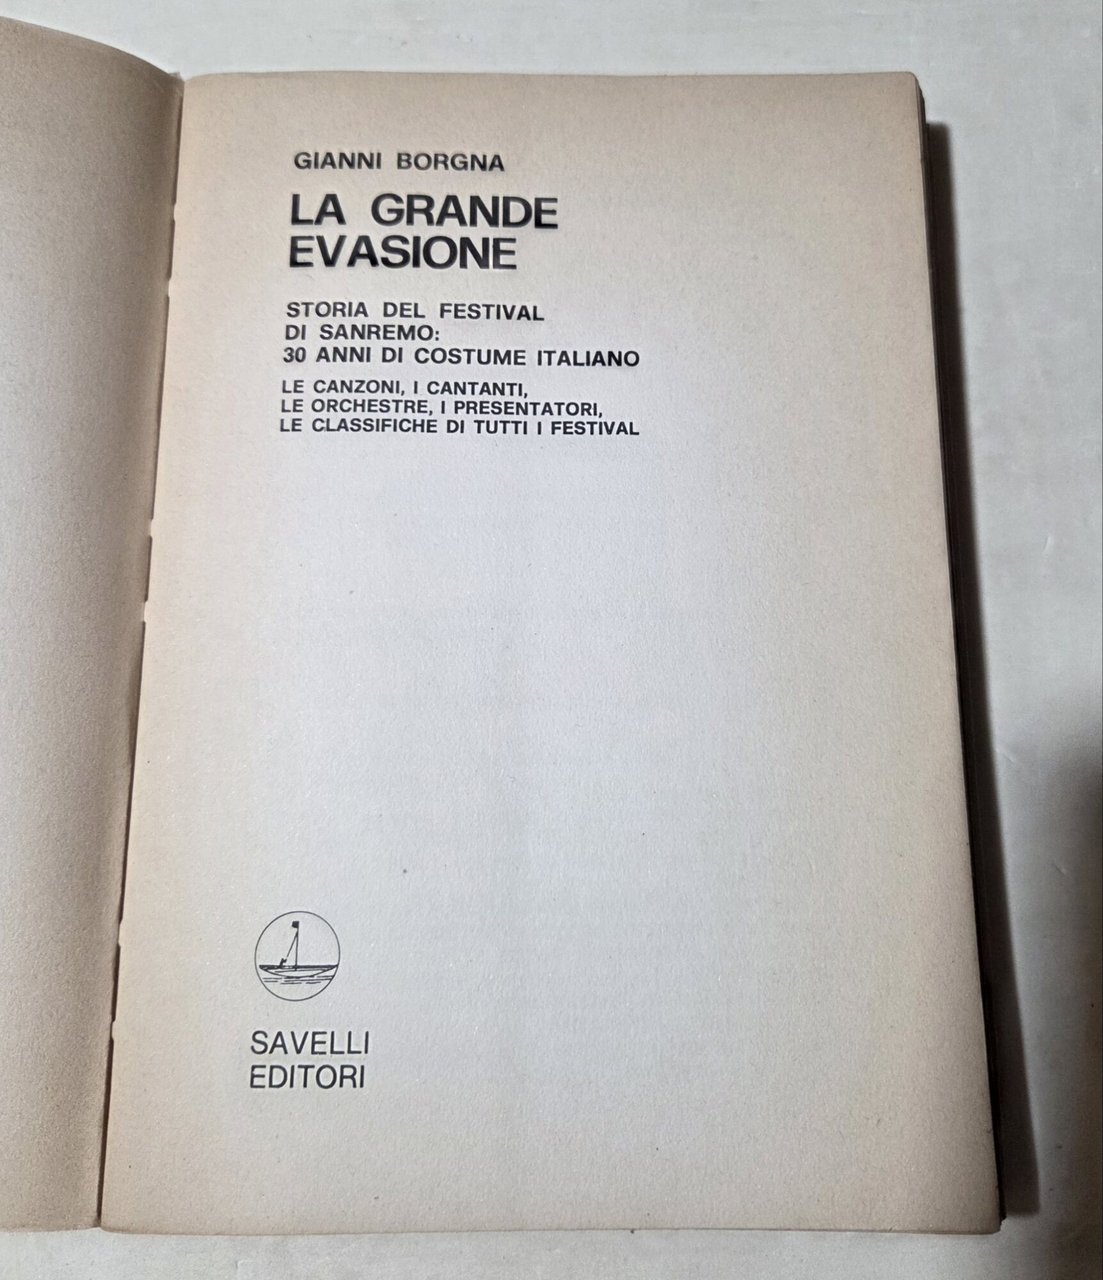 GIANNI BORGNA
LA GRANDE
EVASIONE
STORIA DEL FESTIVAL
DI SANREMO:
30 ANNI DI COSTUME ITALIANO
LE CANZONI, I CANTANTI,
LE ORCHESTRE, I PRESENTATORI,
LE CLASSIFICHE DI TUTTI I FESTIVAL
SAVELLI
EDITORI